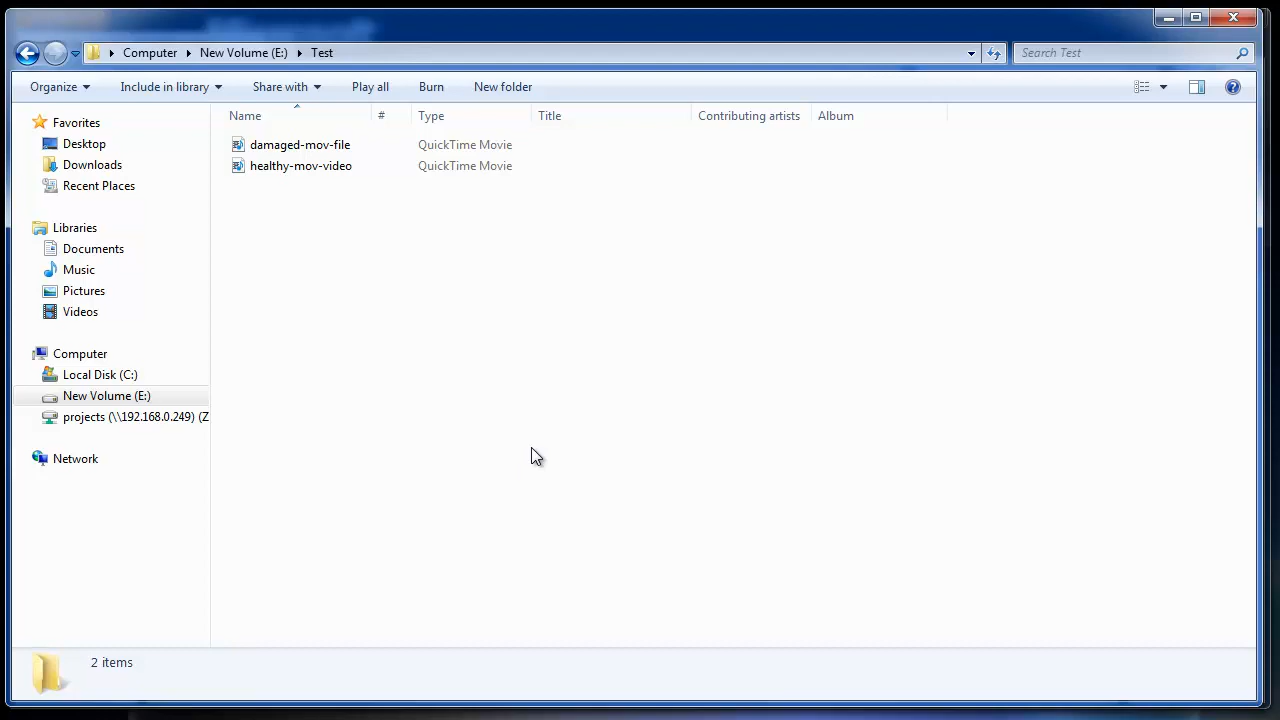 Computer New Volume (E:) Test
Search Test
Organize Include in library Share with Play all Burn New folder
Name # Type Title Contributing artists Album
damaged-mov-file QuickTime Movie
healthy-mov-video QuickTime Movie
Favorites
Desktop
Downloads
Recent Places
Libraries
Documents
Music
Pictures
Videos
Computer
Local Disk (C:)
New Volume (E:)
projects (\\192.168.0.249) (Z
Network
2 items